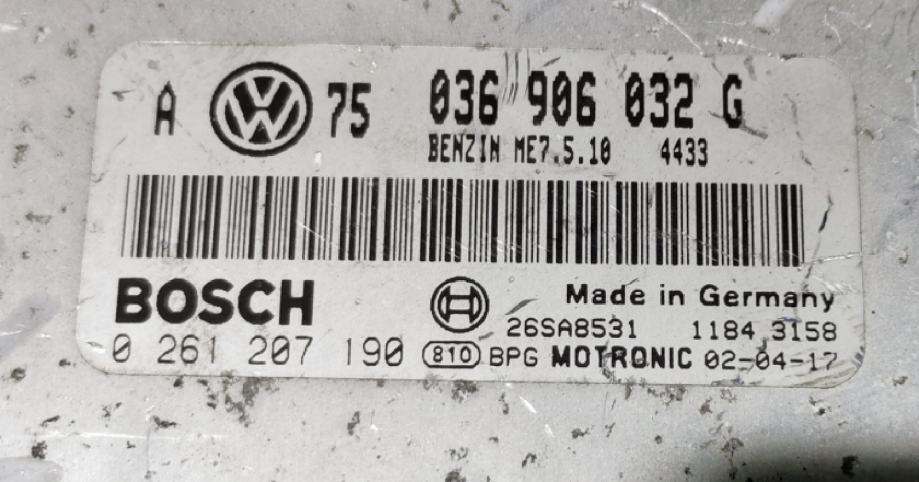 A VW 75 036 906 032 G
BENZIN ME7.5.10 4433
BOSCH
Made in Germany
26SA8531 1184 3158
0 261 207 190 810 BPG MOTRONIC 02-04-17